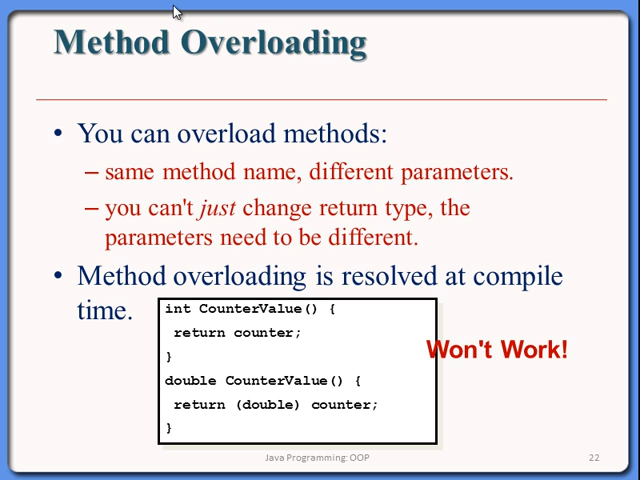 Method Overloading
• You can overload methods:
– same method name, different parameters.
– you can't just change return type, the
parameters need to be different.
• Method overloading is resolved at compile
time.
int CounterValue() {
return counter;
}
double CounterValue() {
return (double) counter;
}
Won't Work!
Java Programming: OOP
22